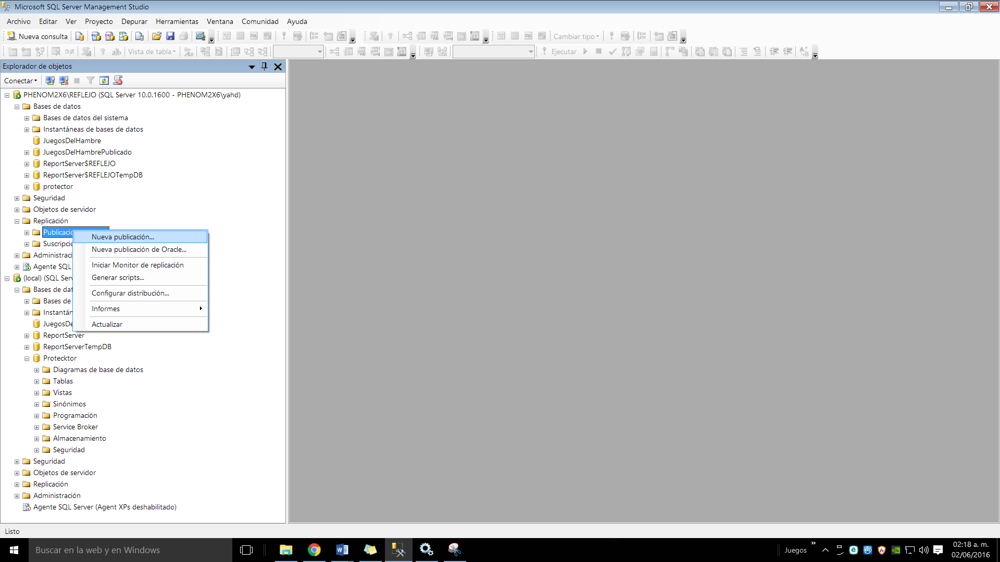 Microsoft SQL Server Management Studio
Archivo Editar Ver Proyecto Depurar Herramientas Ventana Comunidad Ayuda
Nueva consulta Cambiar tipo
Vista de tabla Ejecutar
Explorador de objetos
Conectar
PHENOM2X6\REFLEJO (SQL Server 10.0.1600 - PHENOM2X6\yahd)
Bases de datos
Bases de datos del sistema
Instantáneas de bases de datos
JuegosDelHambre
JuegosDelHambrePublicado
ReportServer$REFLEJO
ReportServer$REFLEJOTempDB
protector
Seguridad
Objetos de servidor
Replicación
Publicacio
Nueva publicación...
Suscripcio
Nueva publicación de Oracle...
Administraci
Iniciar Monitor de replicación
Agente SQL
Generar scripts...
(local) (SQL Serv
Bases de dat
Configurar distribución...
Bases de
Informes
Instantán
JuegosDe
Actualizar
ReportServer
ReportServerTempDB
Protecktor
Diagramas de base de datos
Tablas
Vistas
Sinónimos
Programación
Service Broker
Almacenamiento
Seguridad
Seguridad
Objetos de servidor
Replicación
Administración
Agente SQL Server (Agent XPs deshabilitado)
Listo
Buscar en la web y en Windows
Juegos
02:18 a. m.
02/06/2016